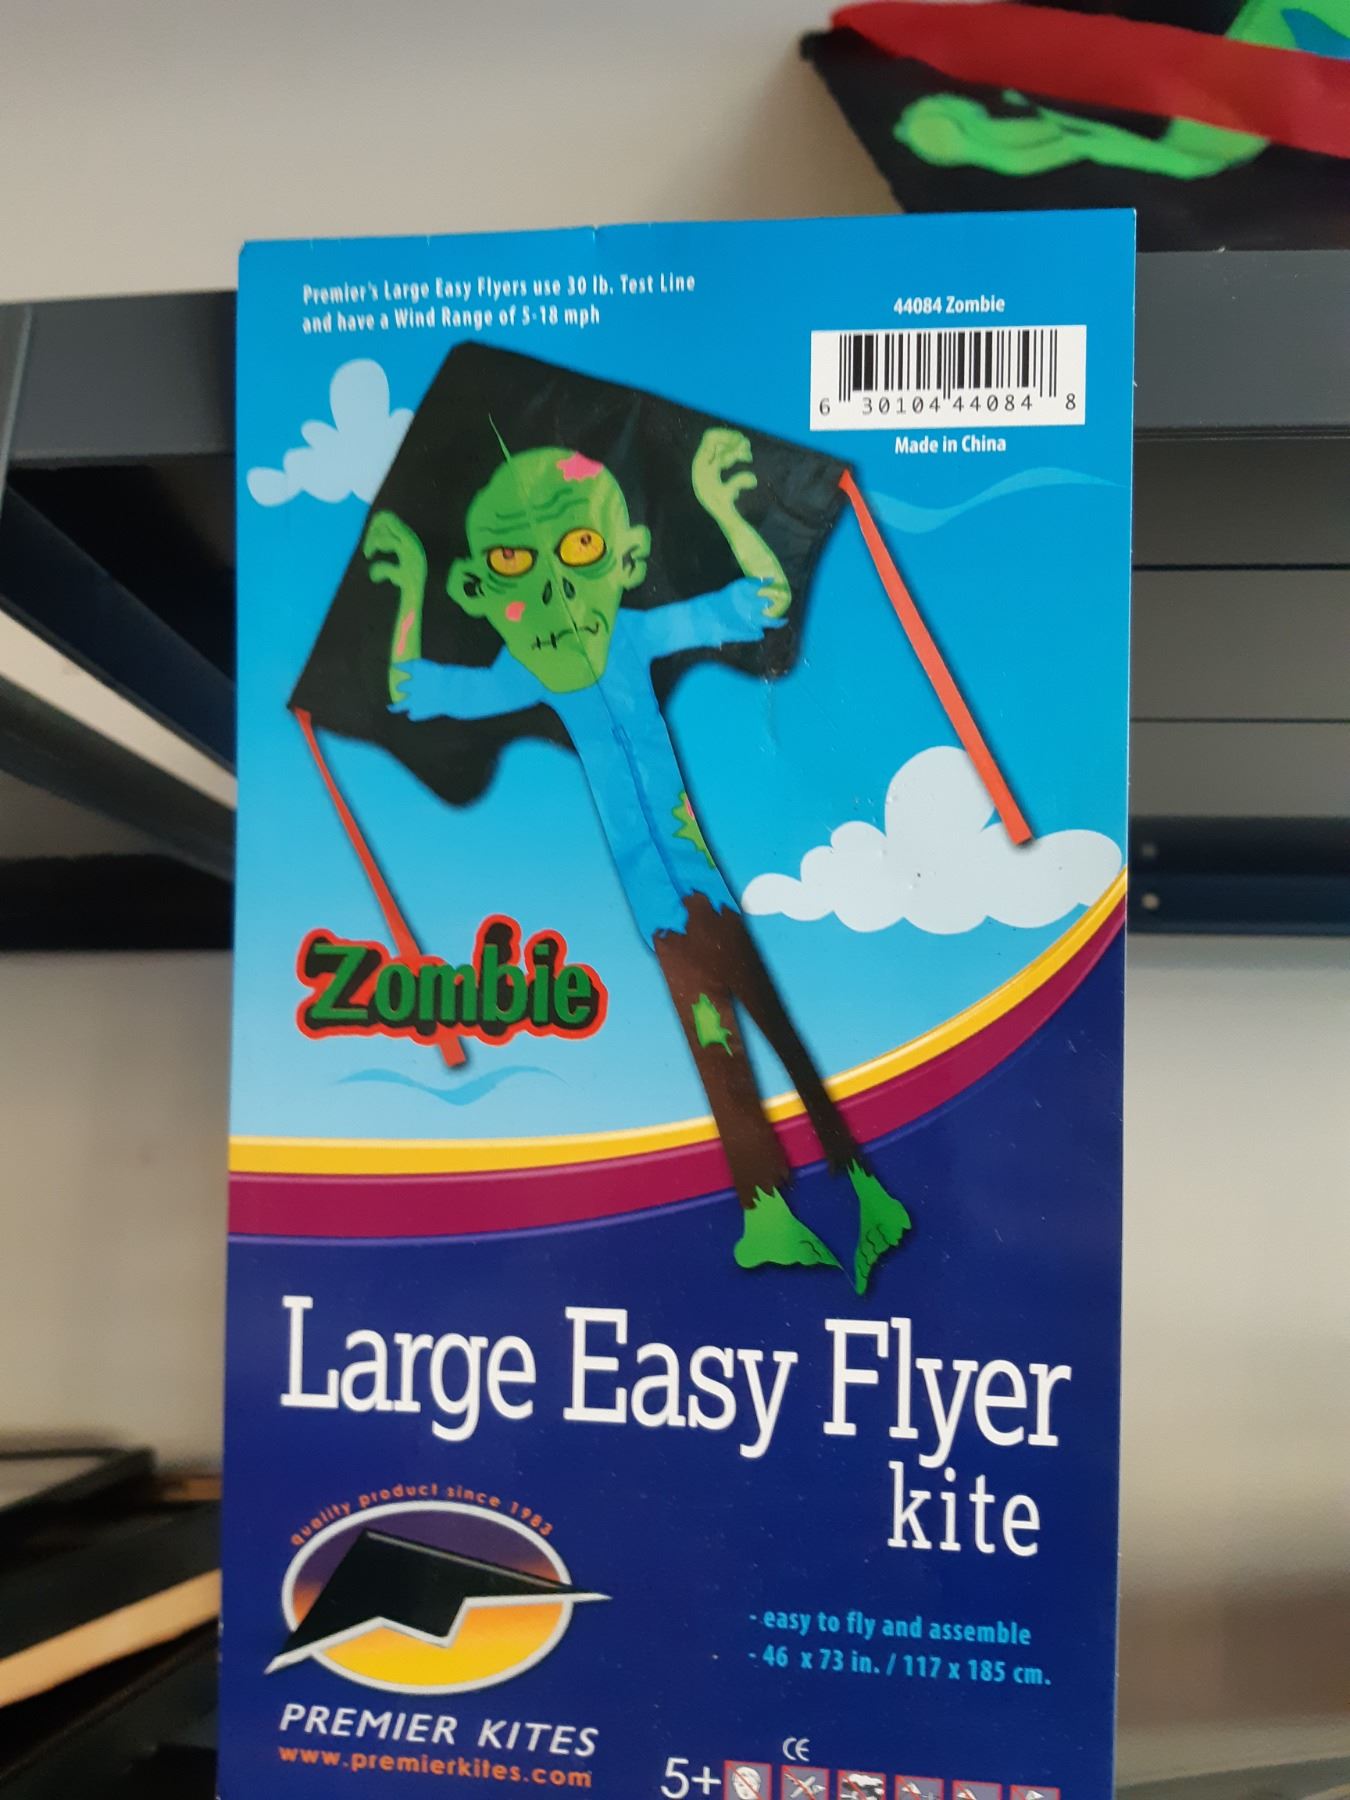 Premier's Large Easy Flyers use 30 lb. Test Line
and have a Wind Range of 5-18 mph
44084 Zombie
6 30104 44084 8
Made in China
Zombie
Large Easy Flyer
kite
quality product since 1983
- easy to fly and assemble
- 46 x 73 in. / 117 x 185 cm.
PREMIER KITES
www.premierkites.com
CE
5+